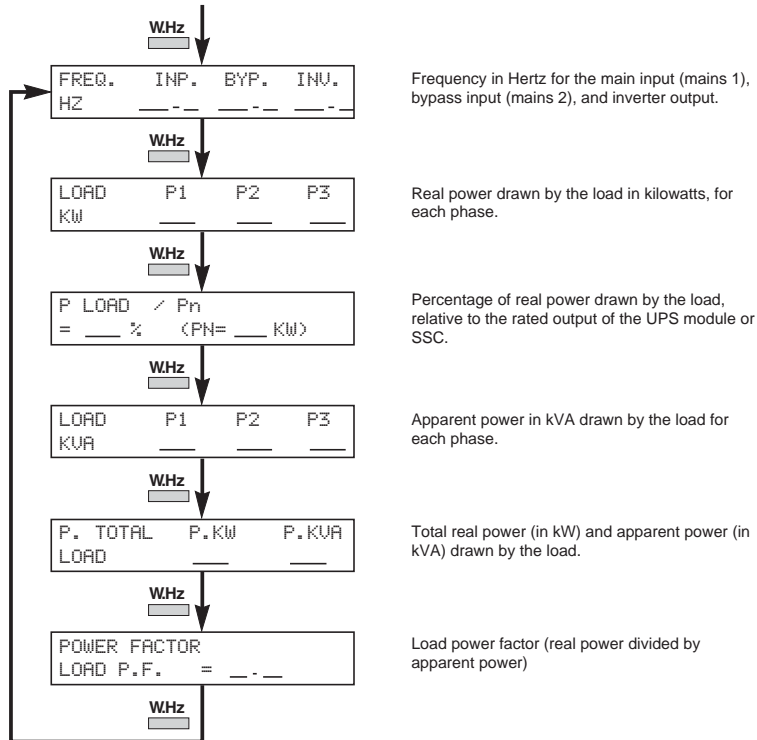 W.Hz
FREQ. INP. BYP. INV.
HZ __._ __._ __._
Frequency in Hertz for the main input (mains 1),
bypass input (mains 2), and inverter output.
W.Hz
LOAD P1 P2 P3
KW ___ ___ ___
Real power drawn by the load in kilowatts, for
each phase.
W.Hz
P LOAD / Pn
= ___ % (PN= ___ KW)
Percentage of real power drawn by the load,
relative to the rated output of the UPS module or
SSC.
W.Hz
LOAD P1 P2 P3
KVA ___ ___ ___
Apparent power in kVA drawn by the load for
each phase.
W.Hz
P. TOTAL P.KW P.KVA
LOAD ___ ___
Total real power (in kW) and apparent power (in
kVA) drawn by the load.
W.Hz
POWER FACTOR
LOAD P.F. = _._
Load power factor (real power divided by
apparent power)
W.Hz